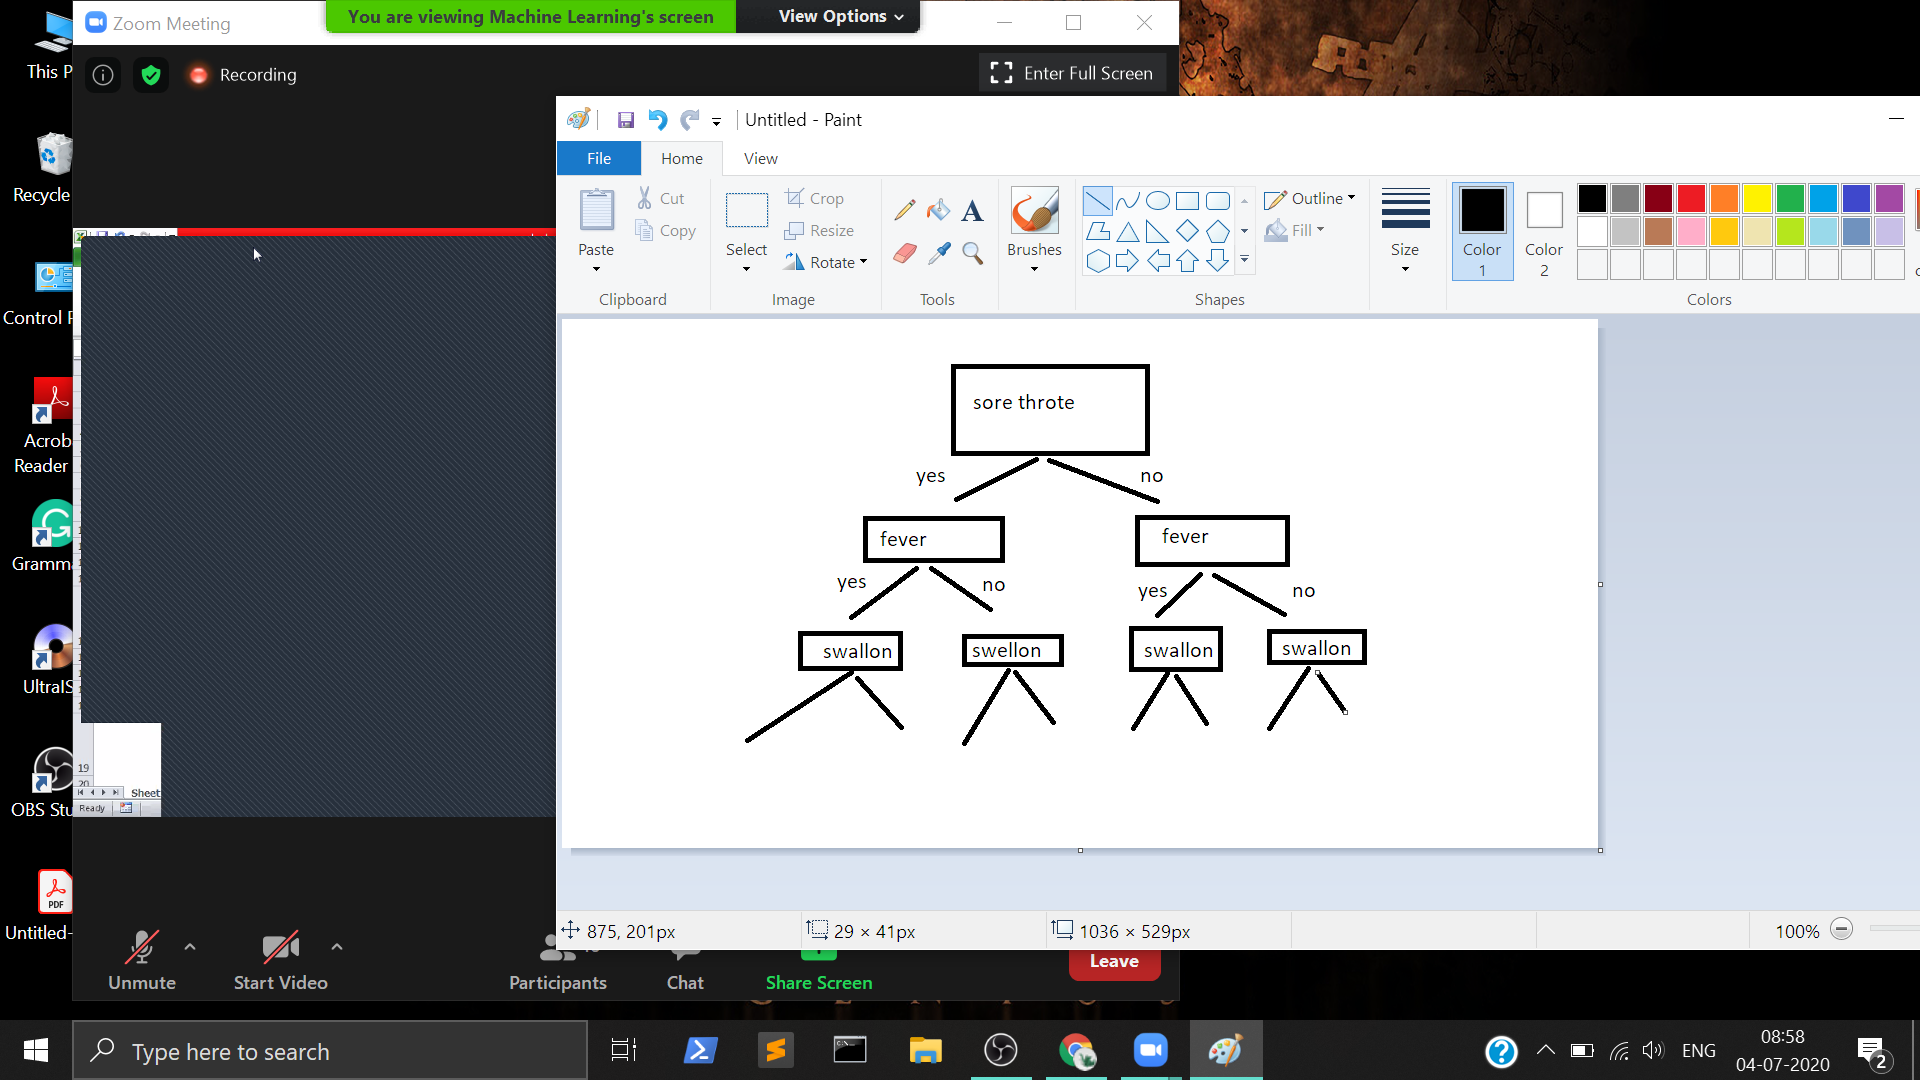 This P
Zoom Meeting
You are viewing Machine Learning's screen
View Options
Recording
Enter Full Screen
Untitled - Paint
File
Home
View
Recycle
Cut
Copy
Paste
Clipboard
Crop
Resize
Rotate
Select
Image
Tools
Brushes
Outline
Fill
Shapes
Size
Color
1
Color
2
Colors
Control P
Acrob
Reader
Gramm
UltraIS
OBS Stu
PDF
Untitled-
sore throte
yes
no
fever
fever
yes
no
yes
no
swallon
swellon
swallon
swallon
19
20
Sheet
Ready
875, 201px
29 × 41px
1036 × 529px
100%
Unmute
Start Video
Participants
Chat
Share Screen
Leave
Type here to search
ENG
08:58
04-07-2020
2